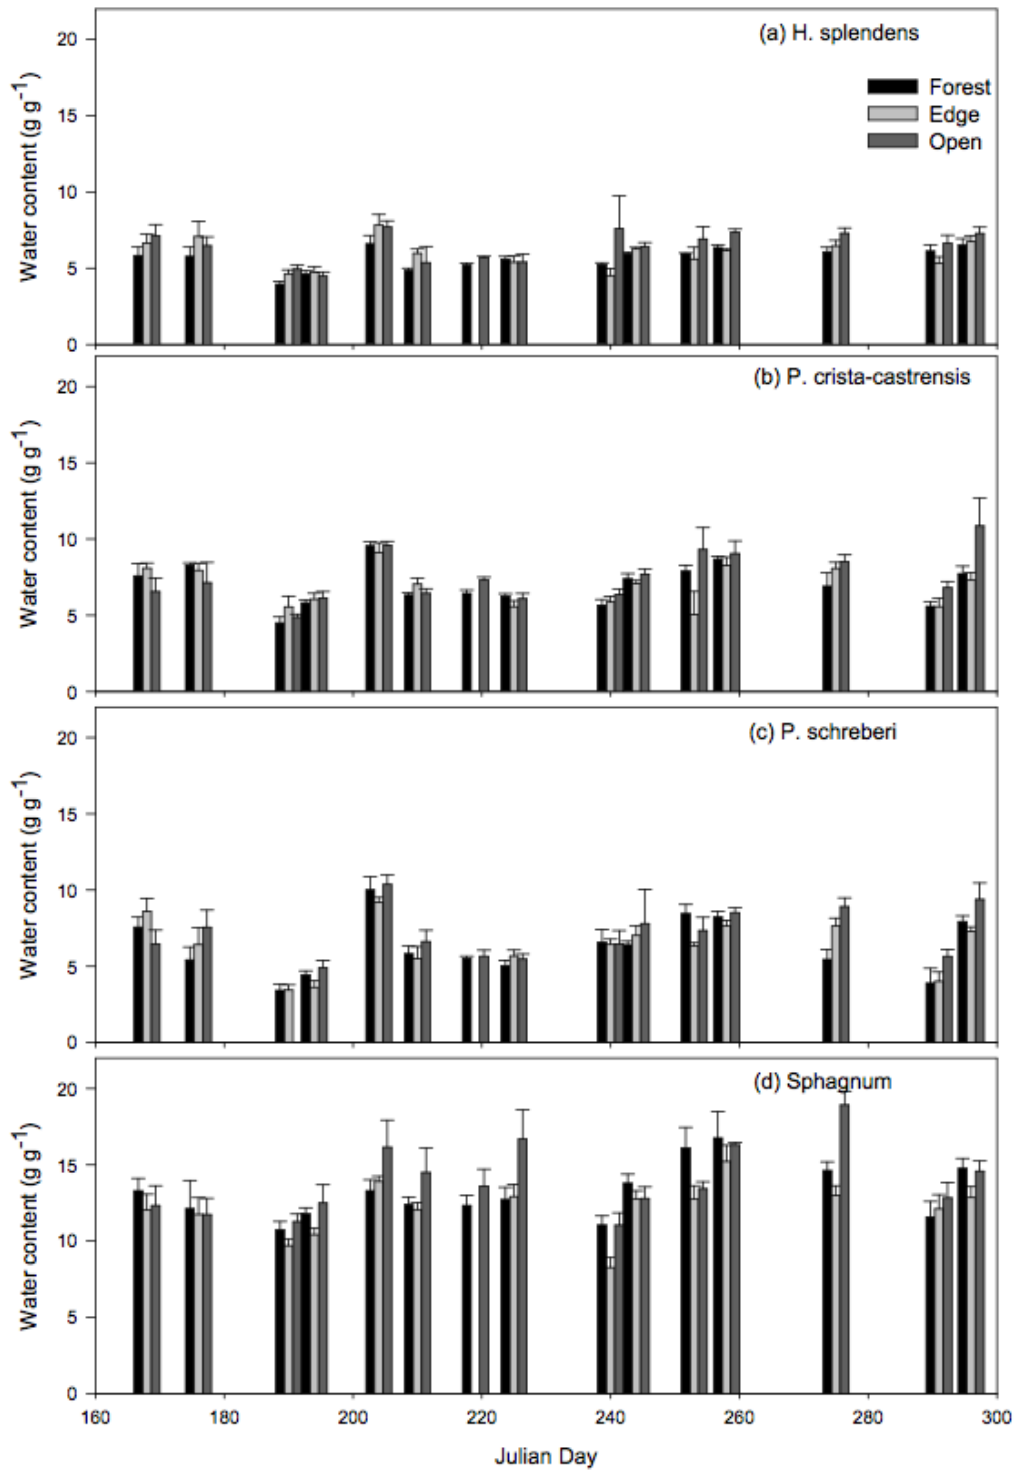 (a) H. splendens
Forest
Edge
Open
Water content (g g⁻¹)
20
15
10
5
0
(b) P. crista-castrensis
Water content (g g⁻¹)
20
15
10
5
0
(c) P. schreberi
Water content (g g⁻¹)
20
15
10
5
0
(d) Sphagnum
Water content (g g⁻¹)
20
15
10
5
0
160 180 200 220 240 260 280 300
Julian Day